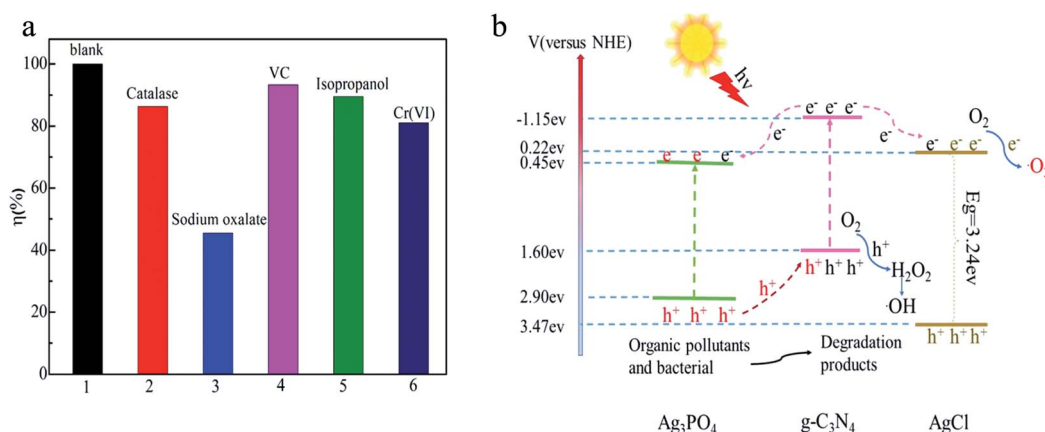 a
η(%)
100
80
60
40
20
0
blank
Catalase
Sodium oxalate
VC
Isopropanol
Cr(VI)
1 2 3 4 5 6
b
V(versus NHE)
hv
-1.15ev
0.22ev
0.45ev
1.60ev
2.90ev
3.47ev
e⁻ e⁻ e⁻
e⁻
e⁻
e⁻ e⁻ e⁻
e⁻ e⁻ e⁻
O₂
e⁻
·O₂
Eg=3.24ev
O₂
h⁺
h⁺ h⁺ h⁺
H₂O₂
·OH
h⁺
h⁺ h⁺ h⁺
h⁺ h⁺ h⁺
Organic pollutants
and bacterial
Degradation
products
Ag₃PO₄ g-C₃N₄ AgCl